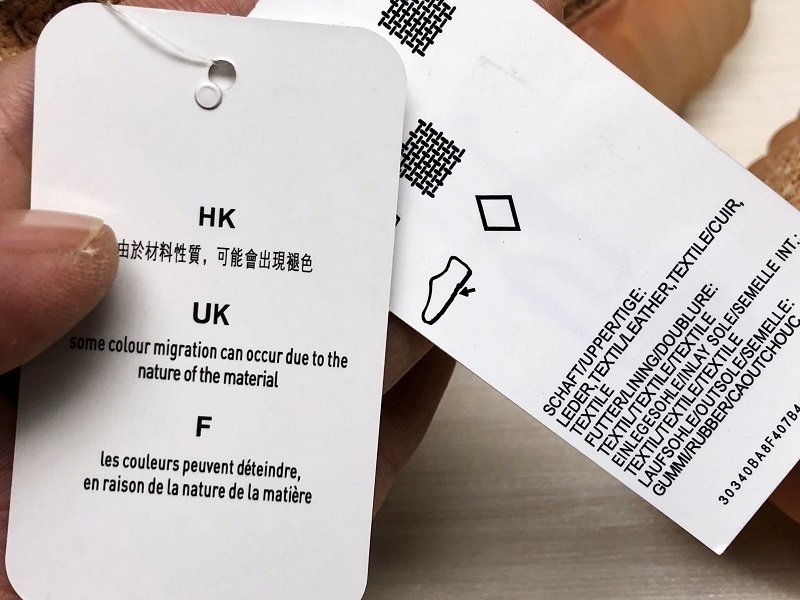 HK
由於材料性質，可能會出現褪色
UK
some colour migration can occur due to the
nature of the material
F
les couleurs peuvent déteindre,
en raison de la nature de la matière
SCHAFT/UPPER/TIGE:
LEDER,TEXTIL/LEATHER,TEXTILE/CUIR,
TEXTILE
FUTTER/LINING/DOUBLURE:
TEXTIL/TEXTILE/TEXTILE
EINLEGESOHLE/INLAY SOLE/SEMELLE INT.:
TEXTIL/TEXTILE/TEXTILE
LAUFSOHLE/OUTSOLE/SEMELLE:
GUMMI/RUBBER/CAOUTCHOUC
30340BA8F407B4